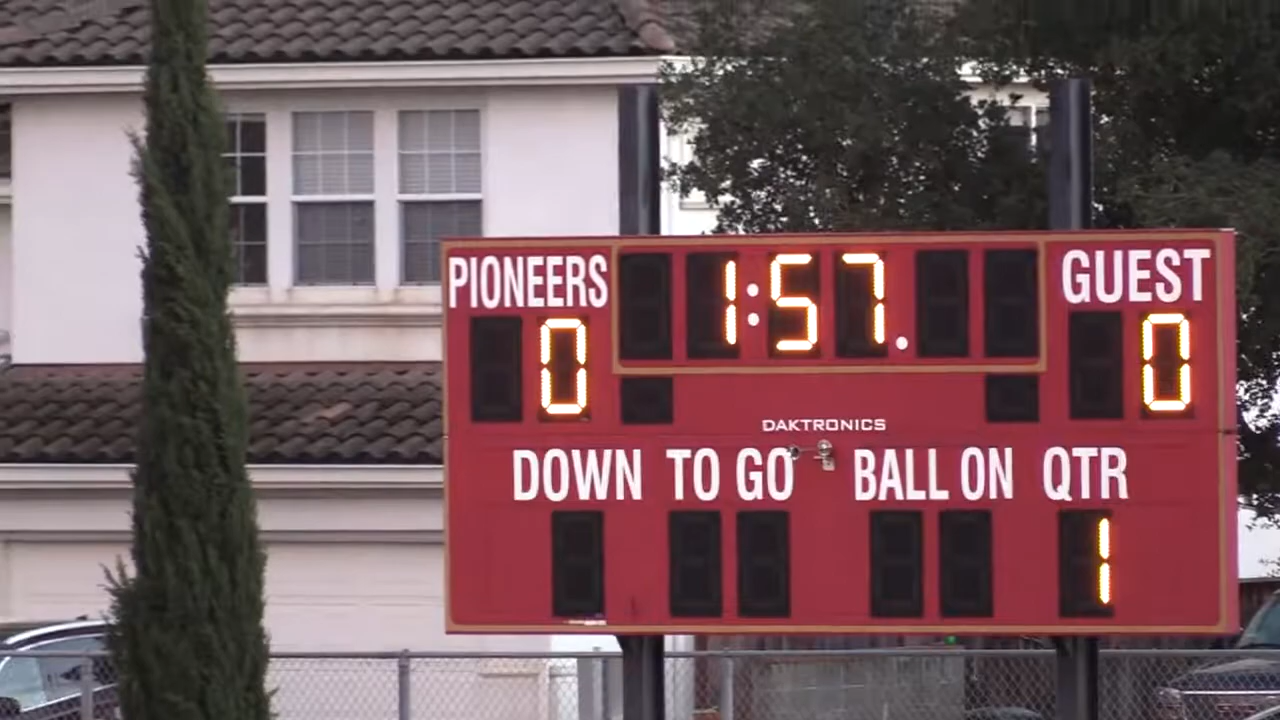 PIONEERS 1:57. GUEST
0 0
DAKTRONICS
DOWN TO GO BALL ON QTR
1